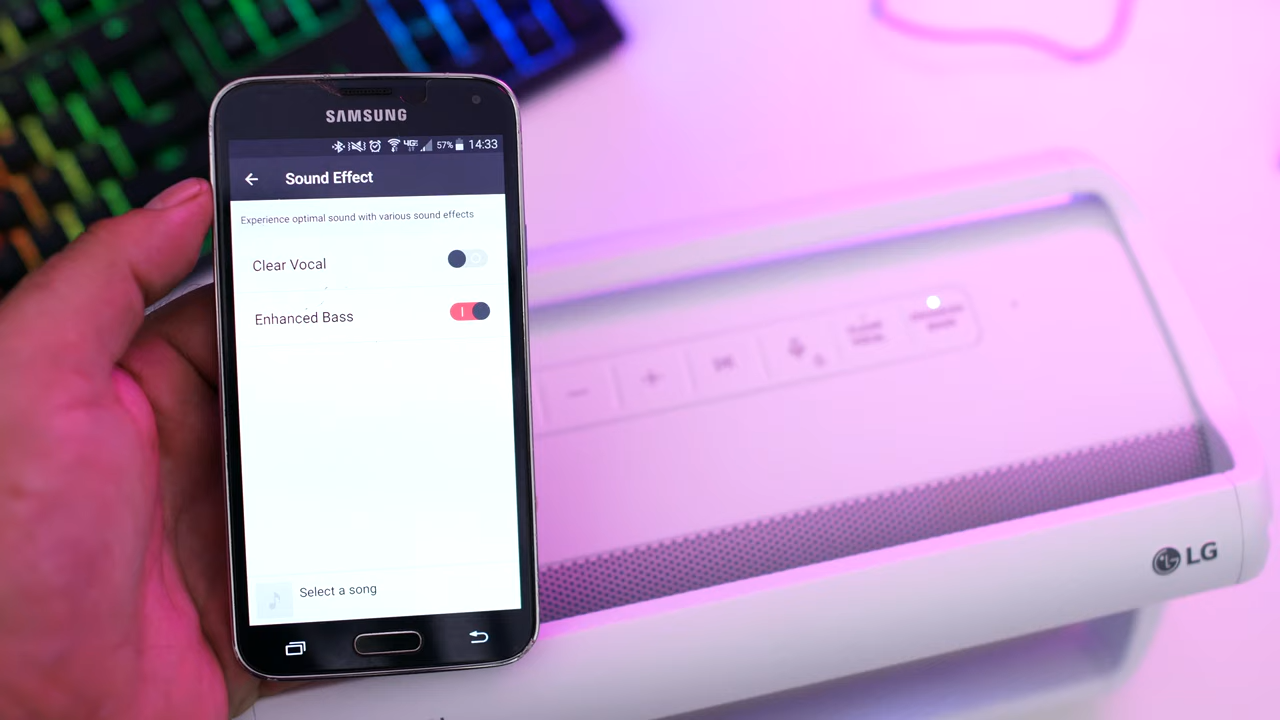 SAMSUNG
4G 57% 14:33
Sound Effect
Experience optimal sound with various sound effects
Clear Vocal
Enhanced Bass
Select a song
LG